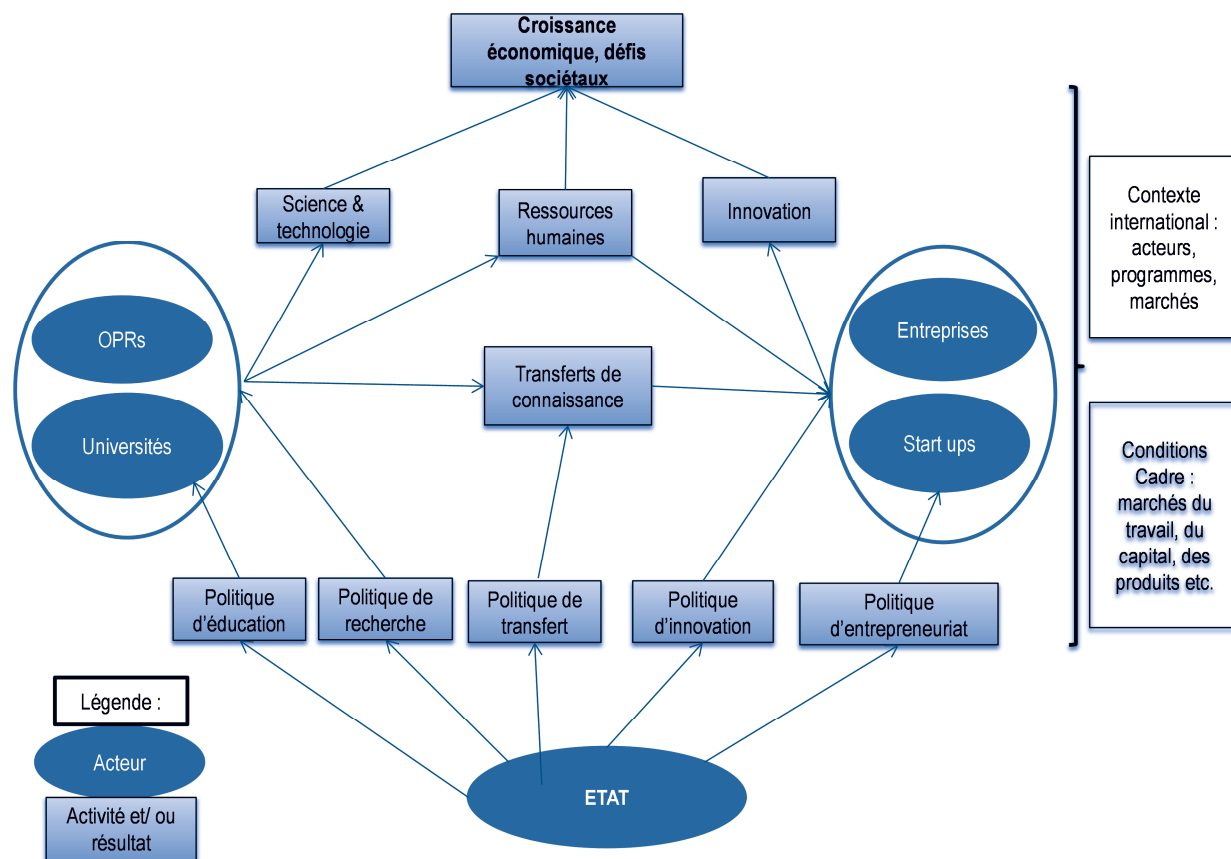 Croissance
économique, défis
sociétaux
Science &
technologie
Ressources
humaines
Innovation
Contexte
international :
acteurs,
programmes,
marchés
OPRs
Universités
Transferts de
connaissance
Entreprises
Start ups
Conditions
Cadre :
marchés du
travail, du
capital, des
produits etc.
Politique
d'éducation
Politique de
recherche
Politique de
transfert
Politique
d'innovation
Politique
d'entrepreneuriat
Légende :
Acteur
Activité et/ ou
résultat
ETAT